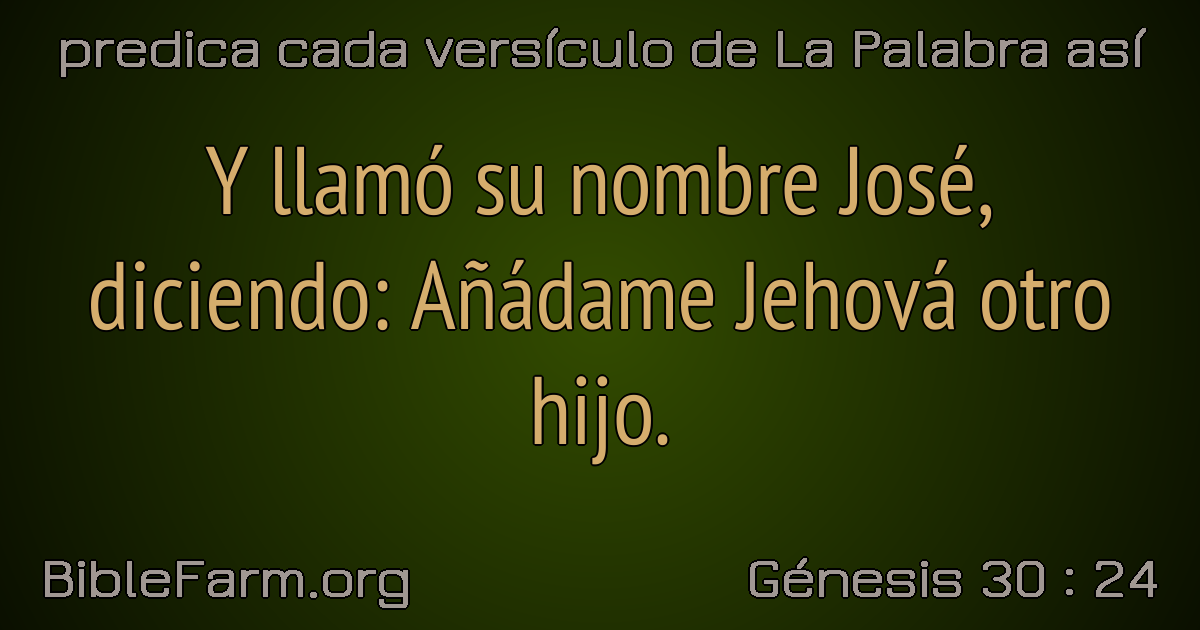 predica cada versículo de La Palabra así
Y llamó su nombre José,
diciendo: Añádame Jehová otro
hijo.
BibleFarm.org
Génesis 30 : 24